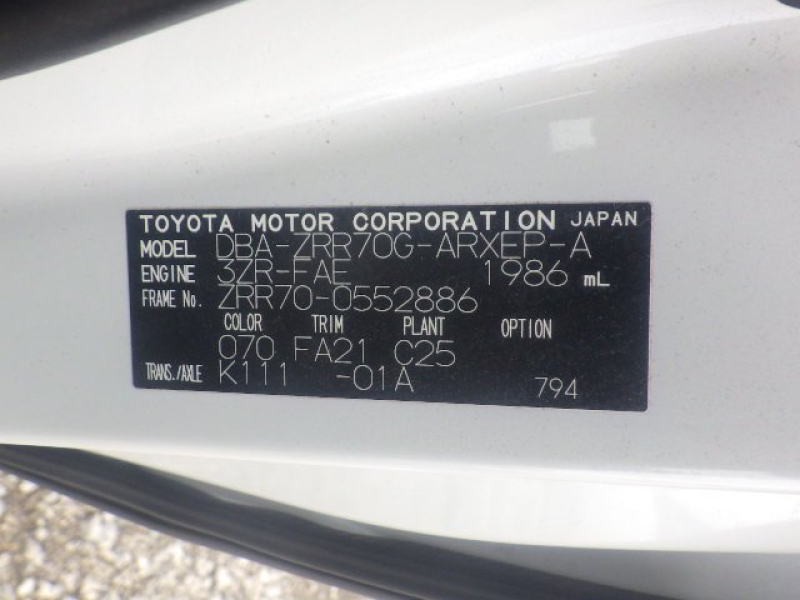 TOYOTA MOTOR CORPORATION JAPAN
MODEL DBA-ZRR70G-ARXEP-A
ENGINE 3ZR-FAE 1986 mL
FRAME No. ZRR70-0552886
COLOR TRIM PLANT OPTION
070 FA21 C25
TRANS./AXLE K111 -01A 794